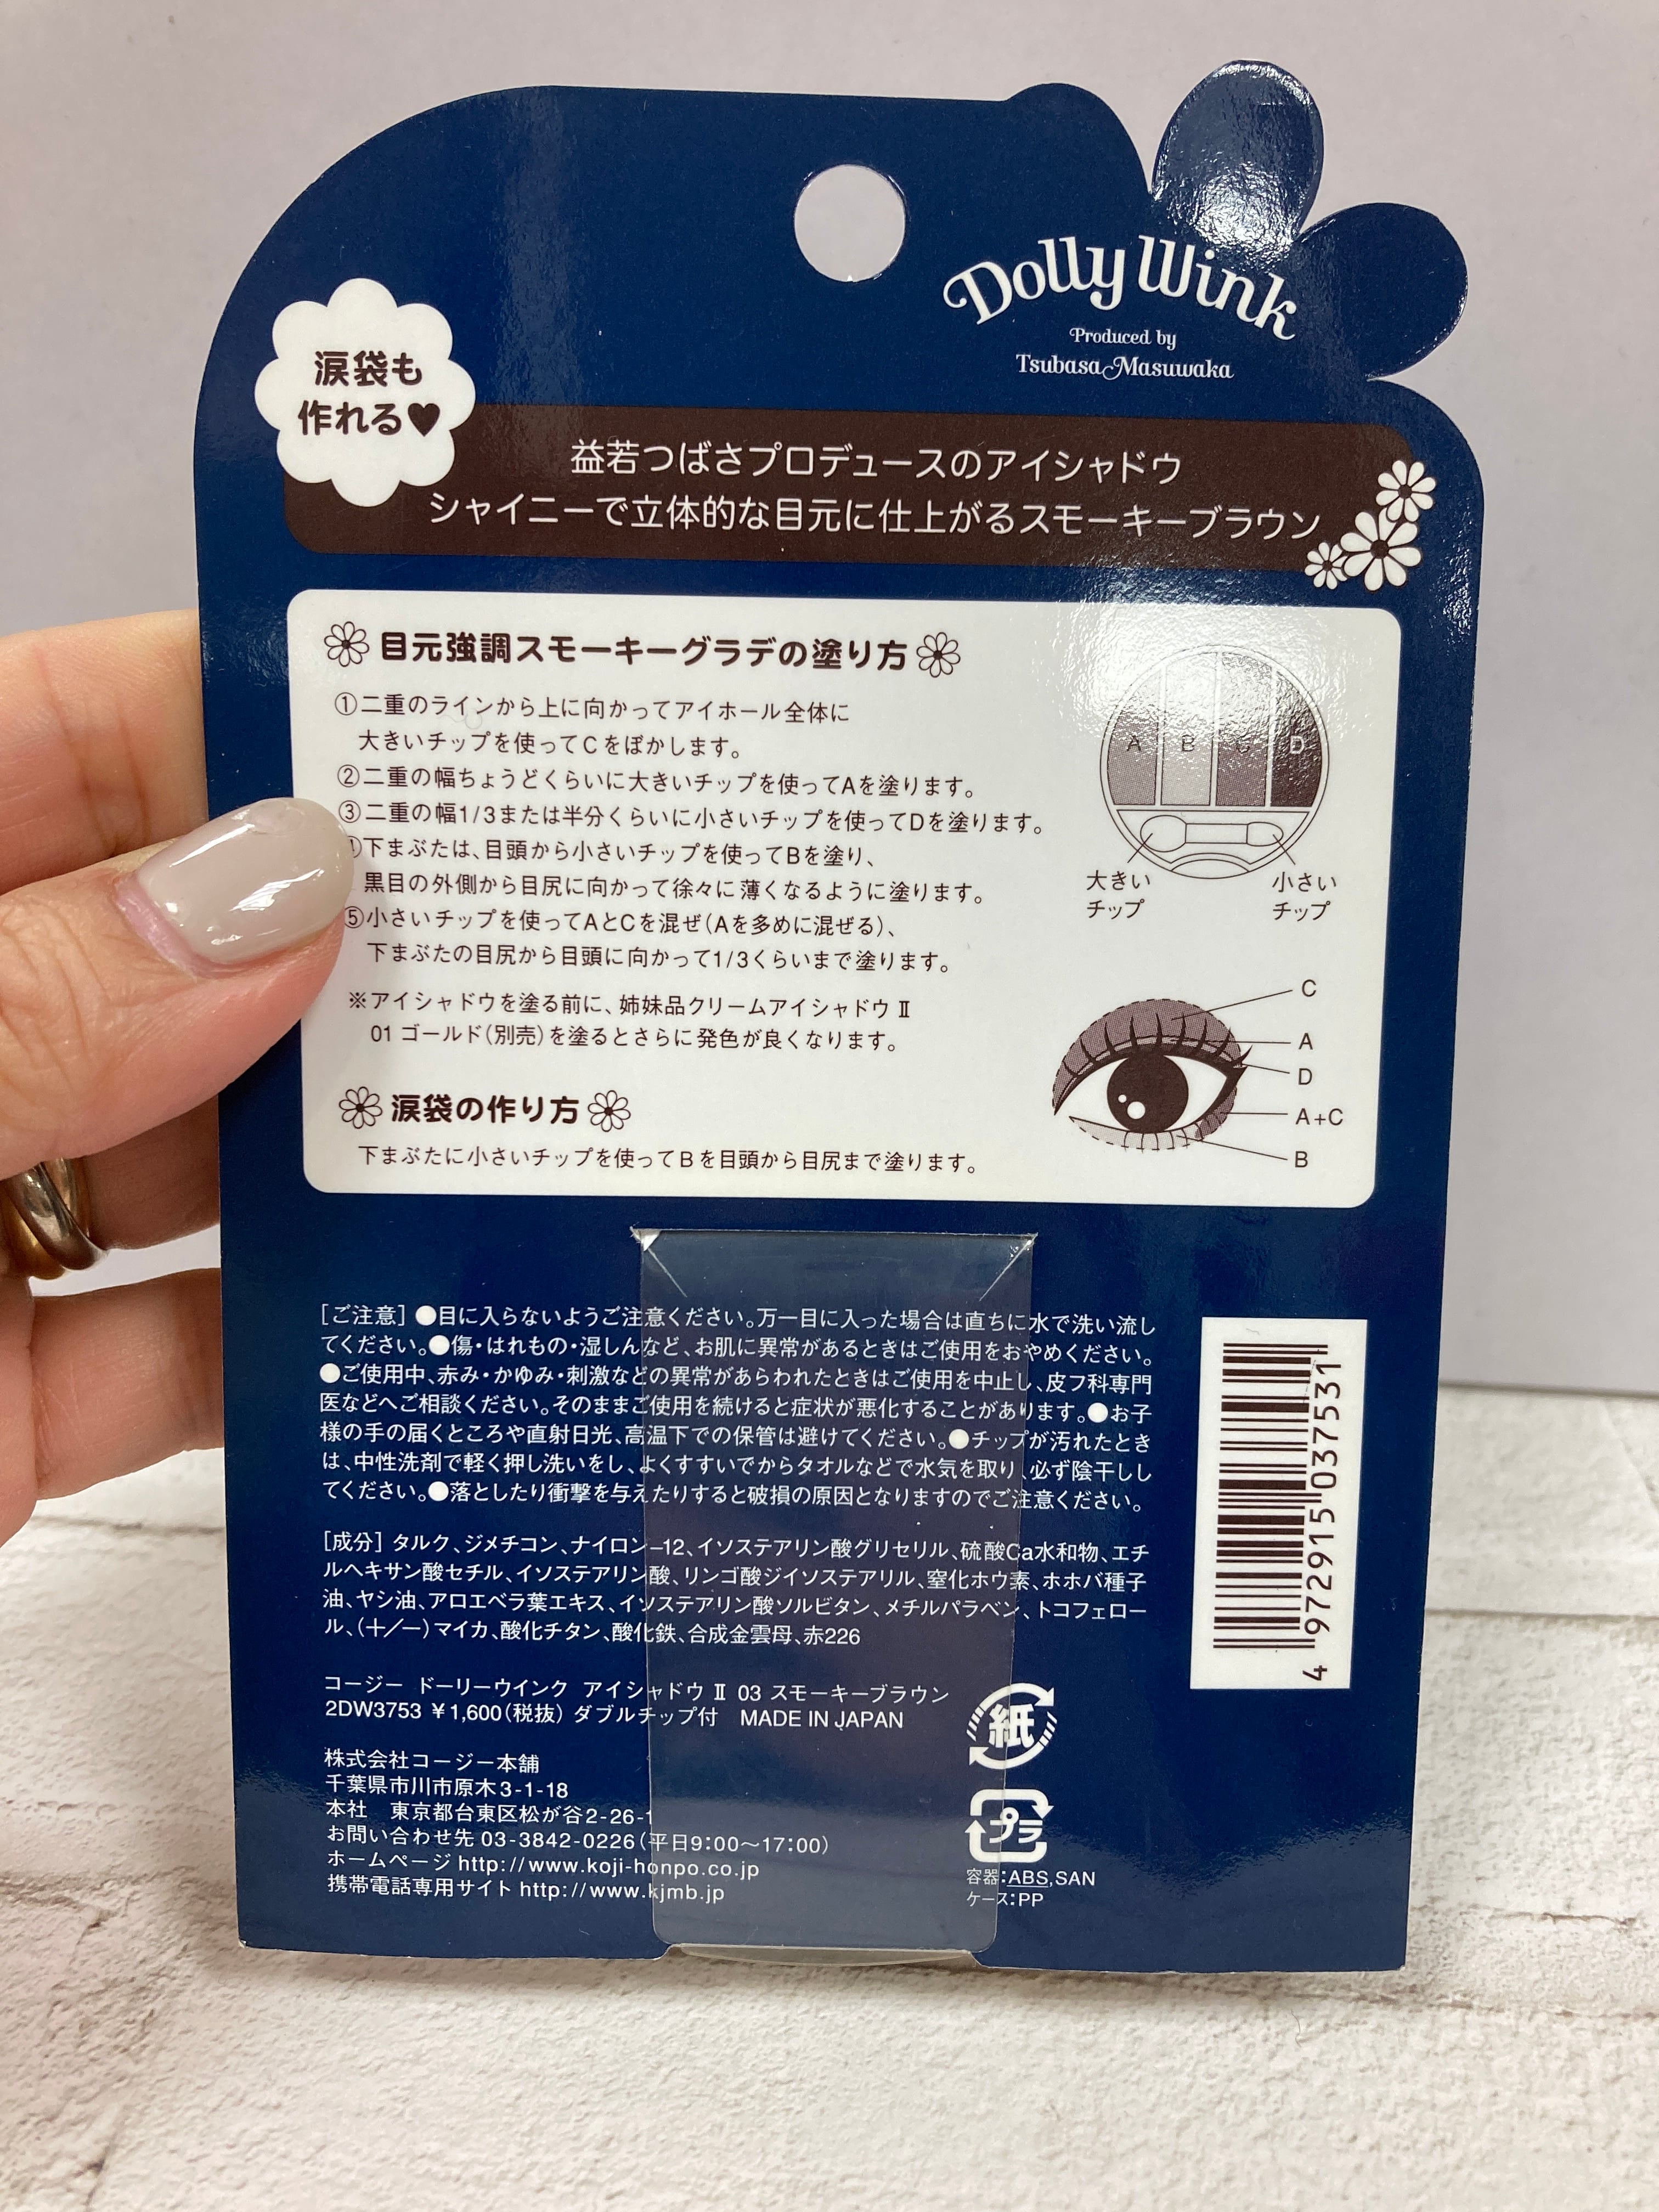 Dolly Wink
Produced by
Tsubasa Masuwaka
涙袋も
作れる♥
益若つばさプロデュースのアイシャドウ
シャイニーで立体的な目元に仕上がるスモーキーブラウン
目元強調スモーキーグラデの塗り方
①二重のラインから上に向かってアイホール全体に
大きいチップを使ってCをぼかします。
②二重の幅ちょうどくらいに大きいチップを使ってAを塗ります。
③二重の幅1/3または半分くらいに小さいチップを使ってDを塗ります。
下まぶたは、目頭から小さいチップを使ってBを塗り、
黒目の外側から目尻に向かって徐々に薄くなるように塗ります。
⑤小さいチップを使ってAとCを混ぜ(Aを多めに混ぜる)、
下まぶたの目尻から目頭に向かって1/3くらいまで塗ります。
※アイシャドウを塗る前に、姉妹品クリームアイシャドウ Ⅱ
01 ゴールド(別売)を塗るとさらに発色が良くなります。
A B C D
大きい
チップ
小さい
チップ
C
A
D
A+C
B
涙袋の作り方
下まぶたに小さいチップを使ってBを目頭から目尻まで塗ります。
[ご注意] ●目に入らないようご注意ください。万一目に入った場合は直ちに水で洗い流し
てください。●傷・はれもの・湿しんなど、お肌に異常があるときはご使用をおやめください。
●ご使用中、赤み・かゆみ・刺激などの異常があらわれたときはご使用を中止し、皮フ科専門
医などへご相談ください。そのままご使用を続けると症状が悪化することがあります。●お子
様の手の届くところや直射日光、高温下での保管は避けてください。●チップが汚れたとき
は、中性洗剤で軽く押し洗いをし、よくすすいでからタオルなどで水気を取り、必ず陰干しし
てください。●落としたり衝撃を与えたりすると破損の原因となりますのでご注意ください。
[成分] タルク、ジメチコン、ナイロン-12、イソステアリン酸グリセリル、硫酸Ca水和物、エチ
ルヘキサン酸セチル、イソステアリン酸、リンゴ酸ジイソステアリル、窒化ホウ素、ホホバ種子
油、ヤシ油、アロエベラ葉エキス、イソステアリン酸ソルビタン、メチルパラベン、トコフェロー
ル、(+/-)マイカ、酸化チタン、酸化鉄、合成金雲母、赤226
コージー ドーリーウインク アイシャドウ Ⅱ 03 スモーキーブラウン
2DW3753 ¥1,600(税抜) ダブルチップ付 MADE IN JAPAN
株式会社コージー本舗
千葉県市川市原木3-1-18
本社 東京都台東区松が谷2-26-1
お問い合わせ先 03-3842-0226(平日9:00〜17:00)
ホームページ http://www.koji-honpo.co.jp
携帯電話専用サイト http://www.kjmb.jp
紙
プラ
容器:ABS,SAN
ケース:PP
4 972915 037531